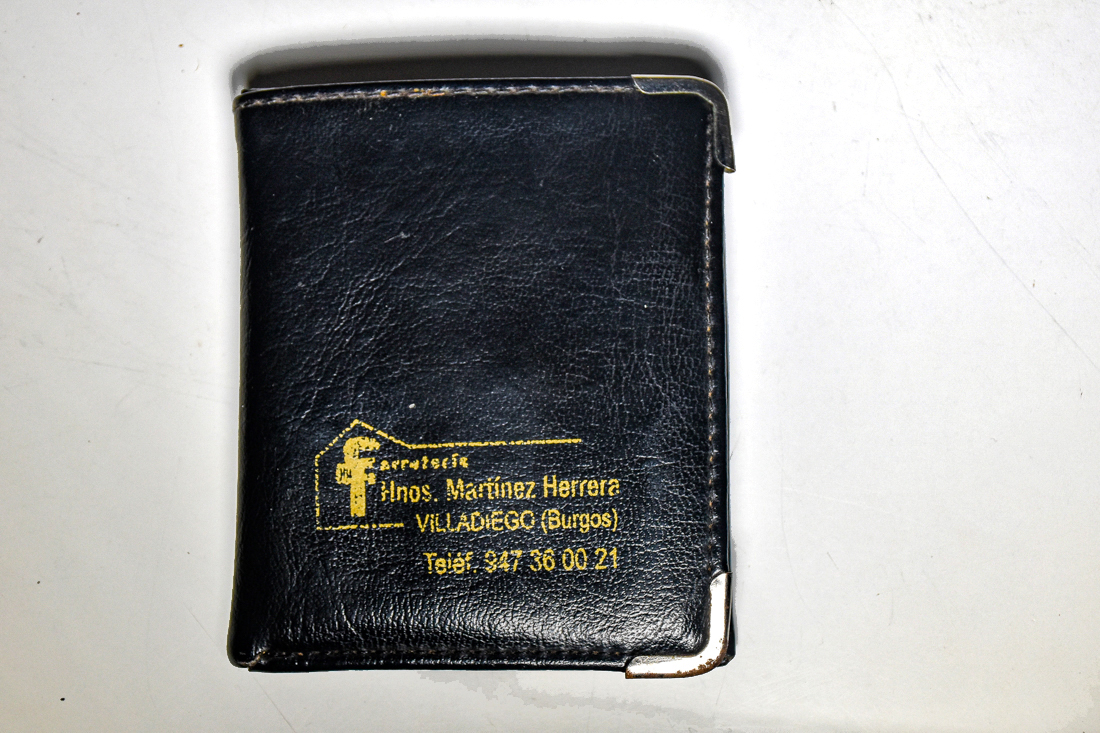 ferretería
Hnos. Martínez Herrera
VILLADIEGO (Burgos)
Teléf. 947 36 00 21